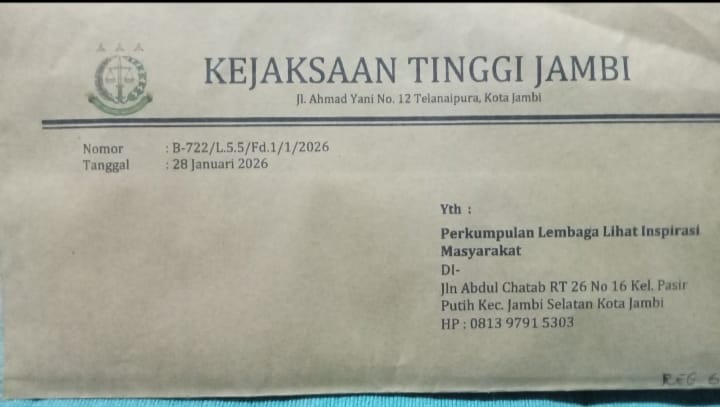 KEJAKSAAN TINGGI JAMBI
Jl. Ahmad Yani No. 12 Telanaipura, Kota Jambi
Nomor : B-722/L.5.5/Fd.1/1/2026
Tanggal : 28 Januari 2026
Yth :
Perkumpulan Lembaga Lihat Inspirasi
Masyarakat
DI-
Jln Abdul Chatab RT 26 No 16 Kel. Pasir
Putih Kec. Jambi Selatan Kota Jambi
HP : 0813 9791 5303
REG